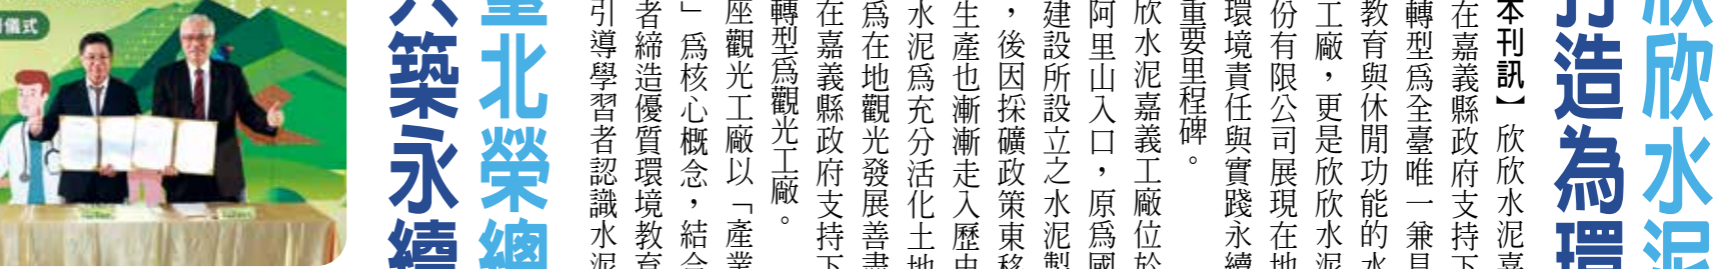 欣欣水泥
打造為環
本刊訊】欣欣水泥嘉
在嘉義縣政府支持下
轉型爲全臺唯一兼具
教育與休閒功能的水
工廠，更是欣欣水泥
份有限公司展現在地
環境責任與實踐永續
重要里程碑。
欣水泥嘉義工廠位於
阿里山入口，原爲國
建設所設立之水泥製
，後因採礦政策東移
生產也漸漸走入歷史
水泥爲充分活化土地
爲在地觀光發展善盡
在嘉義縣政府支持下
轉型爲觀光工廠。
座觀光工廠以「產業
」爲核心概念，結合
者締造優質環境教育
引導學習者認識水泥
臺北榮總
共築永續
儀式